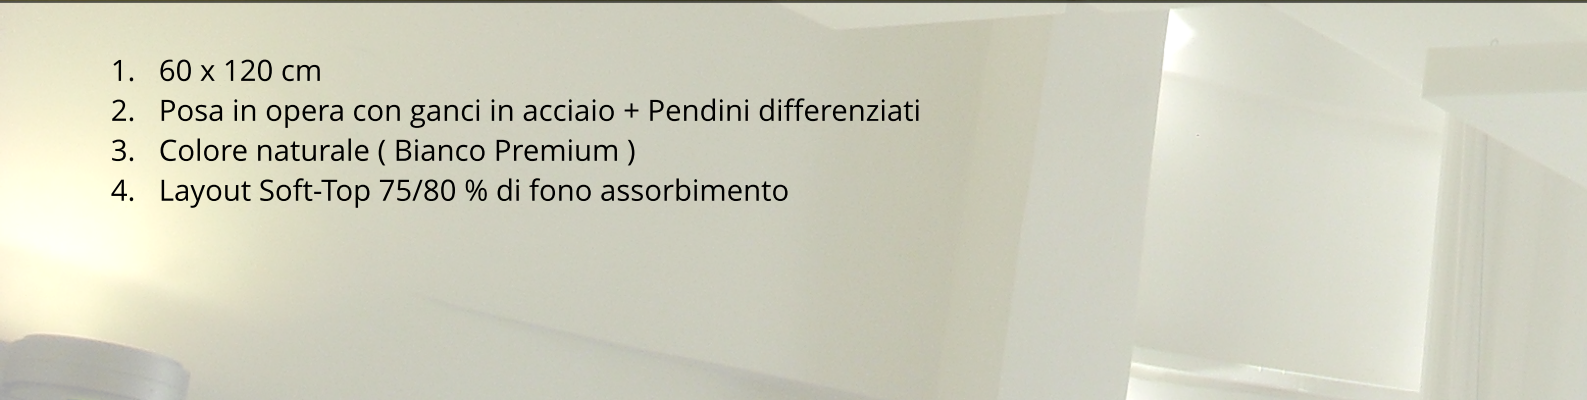 1. 60 x 120 cm
2. Posa in opera con ganci in acciaio + Pendini differenziati
3. Colore naturale ( Bianco Premium )
4. Layout Soft-Top 75/80 % di fono assorbimento